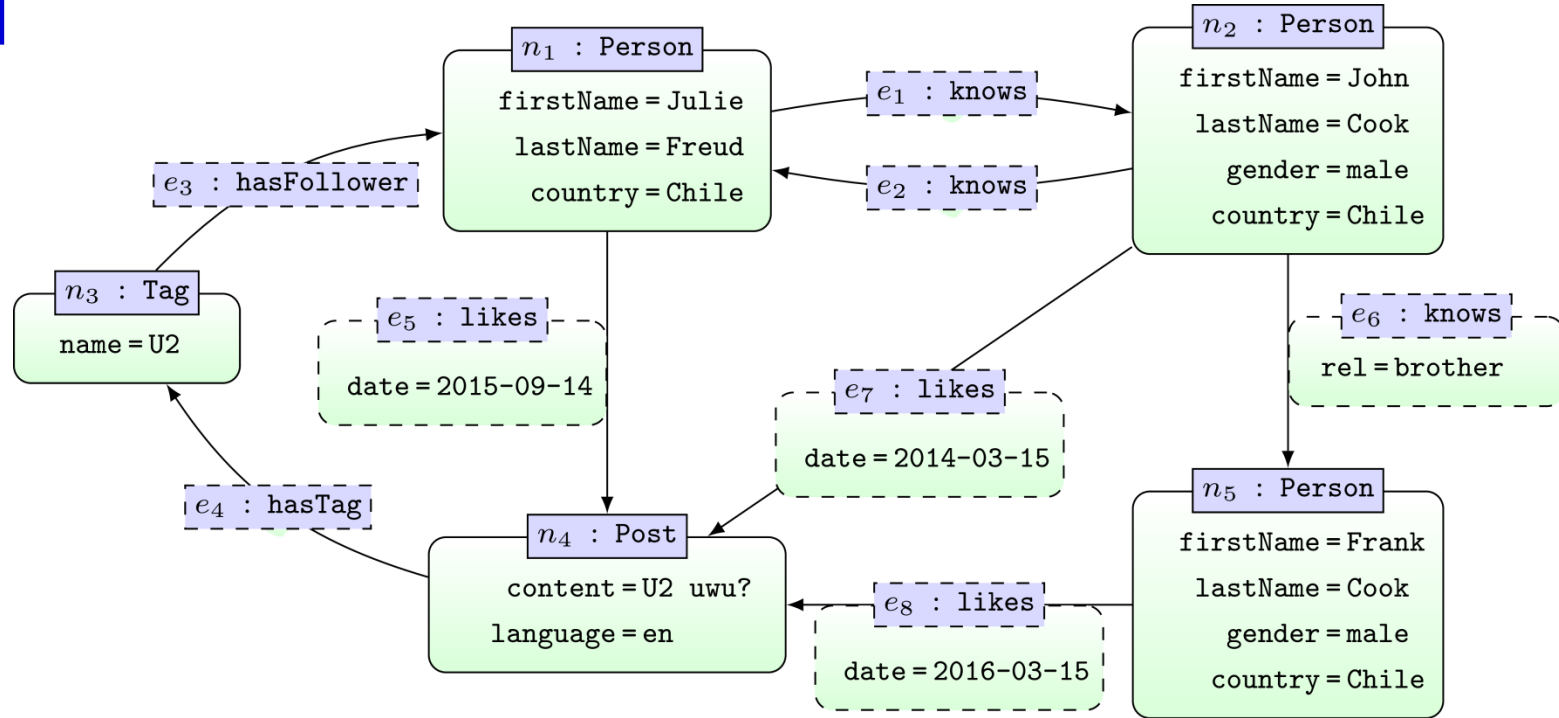 n₁ : Person
firstName = Julie
lastName = Freud
country = Chile
e₁ : knows
e₂ : knows
n₂ : Person
firstName = John
lastName = Cook
gender = male
country = Chile
e₃ : hasFollower
n₃ : Tag
name = U2
e₅ : likes
date = 2015-09-14
e₇ : likes
date = 2014-03-15
e₆ : knows
rel = brother
e₄ : hasTag
n₄ : Post
content = U2 uwu?
language = en
e₈ : likes
date = 2016-03-15
n₅ : Person
firstName = Frank
lastName = Cook
gender = male
country = Chile